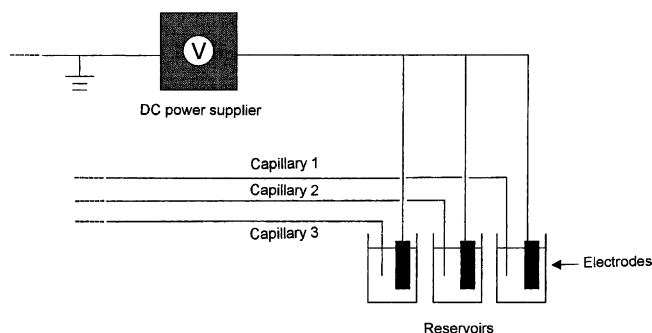 V
DC power supplier
Capillary 1
Capillary 2
Capillary 3
Electrodes
Reservoirs